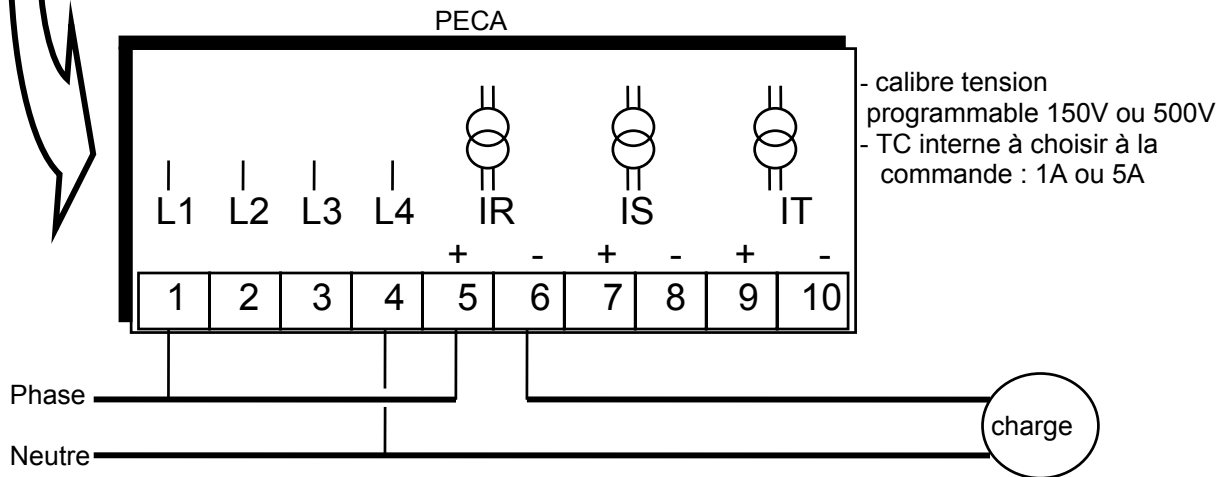 PECA
- calibre tension
programmable 150V ou 500V
- TC interne à choisir à la
commande : 1A ou 5A
L1 L2 L3 L4 IR IS IT
+ - + - + -
1 2 3 4 5 6 7 8 9 10
Phase
charge
Neutre